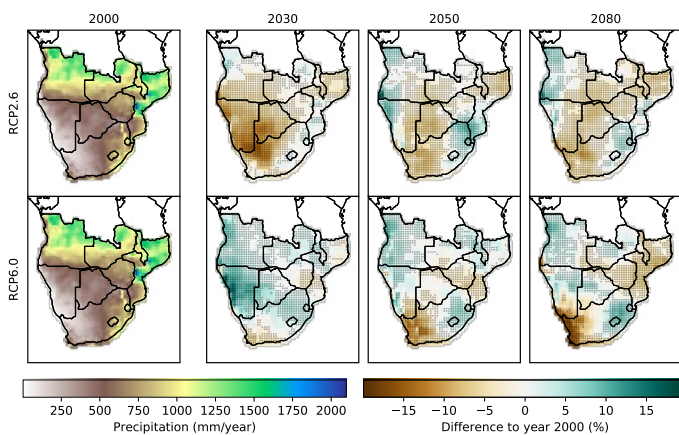 2000 2030 2050 2080
RCP2.6
RCP6.0
250 500 750 1000 1250 1500 1750 2000
Precipitation (mm/year)
−15 −10 −5 0 5 10 15
Difference to year 2000 (%)